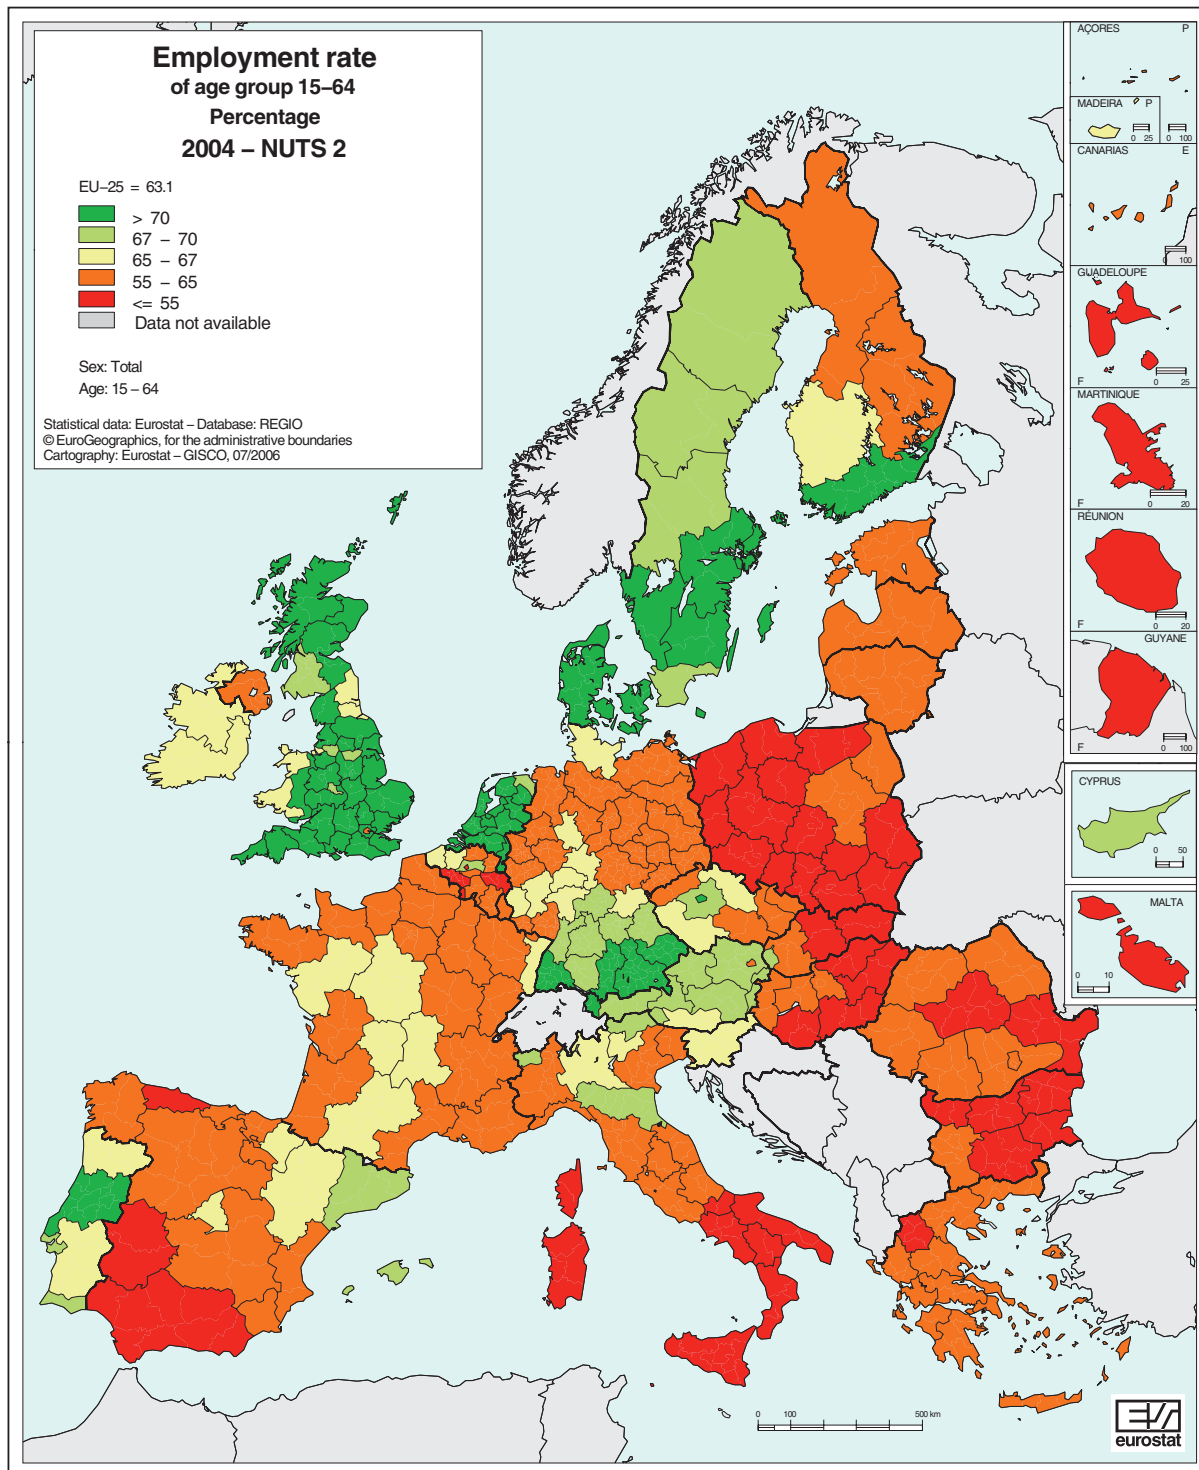 Employment rate
of age group 15–64
Percentage
2004 – NUTS 2
EU–25 = 63.1
> 70
67 – 70
65 – 67
55 – 65
<= 55
Data not available
Sex: Total
Age: 15 – 64
Statistical data: Eurostat – Database: REGIO
© EuroGeographics, for the administrative boundaries
Cartography: Eurostat – GISCO, 07/2006
AÇORES P
MADEIRA P
0 25 0 100
CANARIAS E
0 100
GUADELOUPE
F 0 25
MARTINIQUE
F 0 20
RÉUNION
F 0 20
GUYANE
F 0 100
CYPRUS
0 50
MALTA
0 10
0 100 500 km
eurostat